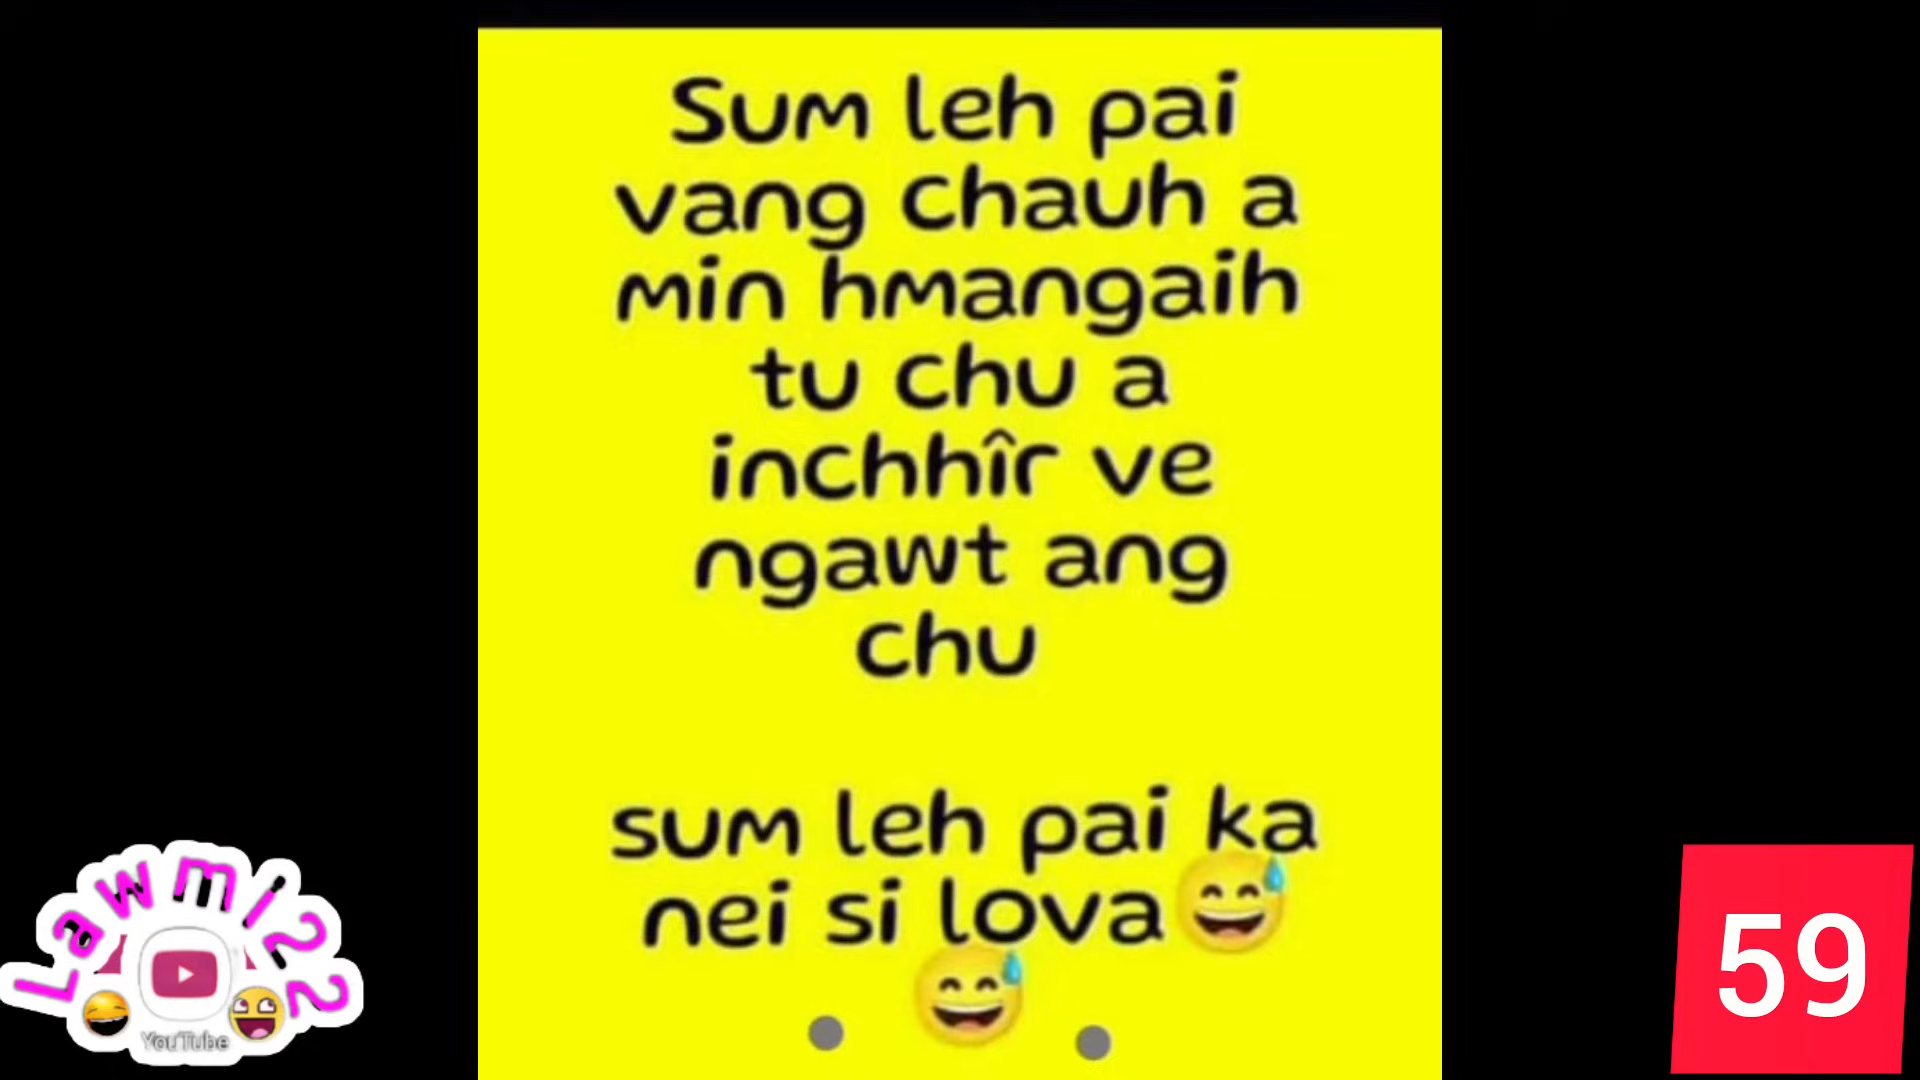 Sum leh pai
vang chauh a
min hmangaih
tu chu a
inchhîr ve
ngawt ang
chu
sum leh pai ka
nei si lova😅
😅
Lawmi22
YouTube
59